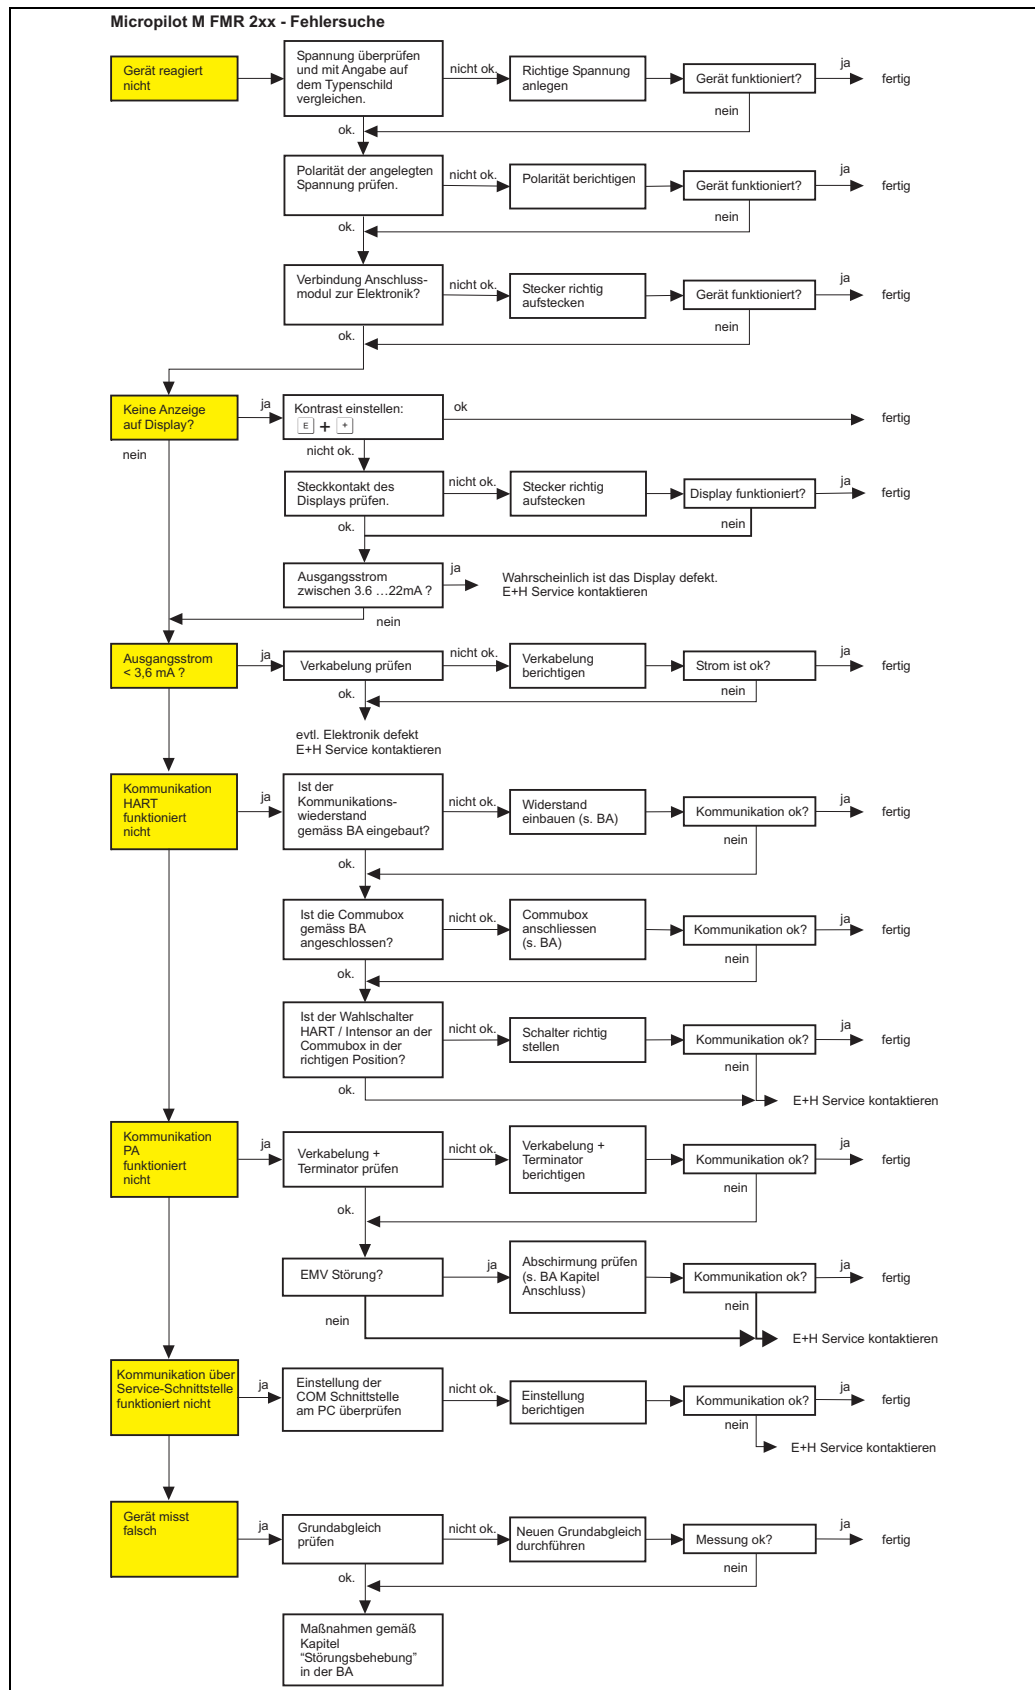 Micropilot M FMR 2xx - Fehlersuche
Gerät reagiert
nicht
Spannung überprüfen
und mit Angabe auf
dem Typenschild
vergleichen.
nicht ok.
Richtige Spannung
anlegen
Gerät funktioniert?
ja
fertig
nein
ok.
Polarität der angelegten
Spannung prüfen.
nicht ok.
Polarität berichtigen
Gerät funktioniert?
ja
fertig
nein
ok.
Verbindung Anschluss-
modul zur Elektronik?
nicht ok.
Stecker richtig
aufstecken
Gerät funktioniert?
ja
fertig
nein
ok.
Keine Anzeige
auf Display?
ja
Kontrast einstellen:
E + +
ok
fertig
nein
nicht ok.
Steckkontakt des
Displays prüfen.
nicht ok.
Stecker richtig
aufstecken
Display funktioniert?
ja
fertig
nein
ok.
Ausgangsstrom
zwischen 3.6 ...22mA ?
ja
Wahrscheinlich ist das Display defekt.
E+H Service kontaktieren
nein
Ausgangsstrom
< 3,6 mA ?
ja
Verkabelung prüfen
nicht ok.
Verkabelung
berichtigen
Strom ist ok?
ja
fertig
nein
ok.
evtl. Elektronik defekt
E+H Service kontaktieren
Kommunikation
HART
funktioniert
nicht
ja
Ist der
Kommunikations-
wiederstand
gemäss BA eingebaut?
nicht ok.
Widerstand
einbauen (s. BA)
Kommunikation ok?
ja
fertig
nein
ok.
Ist die Commubox
gemäss BA
angeschlossen?
nicht ok.
Commubox
anschliessen
(s. BA)
Kommunikation ok?
ja
fertig
nein
ok.
Ist der Wahlschalter
HART / Intensor an der
Commubox in der
richtigen Position?
nicht ok.
Schalter richtig
stellen
Kommunikation ok?
ja
fertig
nein
ok.
E+H Service kontaktieren
Kommunikation
PA
funktioniert
nicht
ja
Verkabelung +
Terminator prüfen
nicht ok.
Verkabelung +
Terminator
berichtigen
Kommunikation ok?
ja
fertig
nein
ok.
EMV Störung?
ja
Abschirmung prüfen
(s. BA Kapitel
Anschluss)
Kommunikation ok?
ja
fertig
nein
nein
E+H Service kontaktieren
Kommunikation über
Service-Schnittstelle
funktioniert nicht
ja
Einstellung der
COM Schnittstelle
am PC überprüfen
nicht ok.
Einstellung
berichtigen
Kommunikation ok?
ja
fertig
nein
E+H Service kontaktieren
Gerät misst
falsch
ja
Grundabgleich
prüfen
nicht ok.
Neuen Grundabgleich
durchführen
Messung ok?
ja
fertig
nein
ok.
Maßnahmen gemäß
Kapitel
“Störungsbehebung”
in der BA